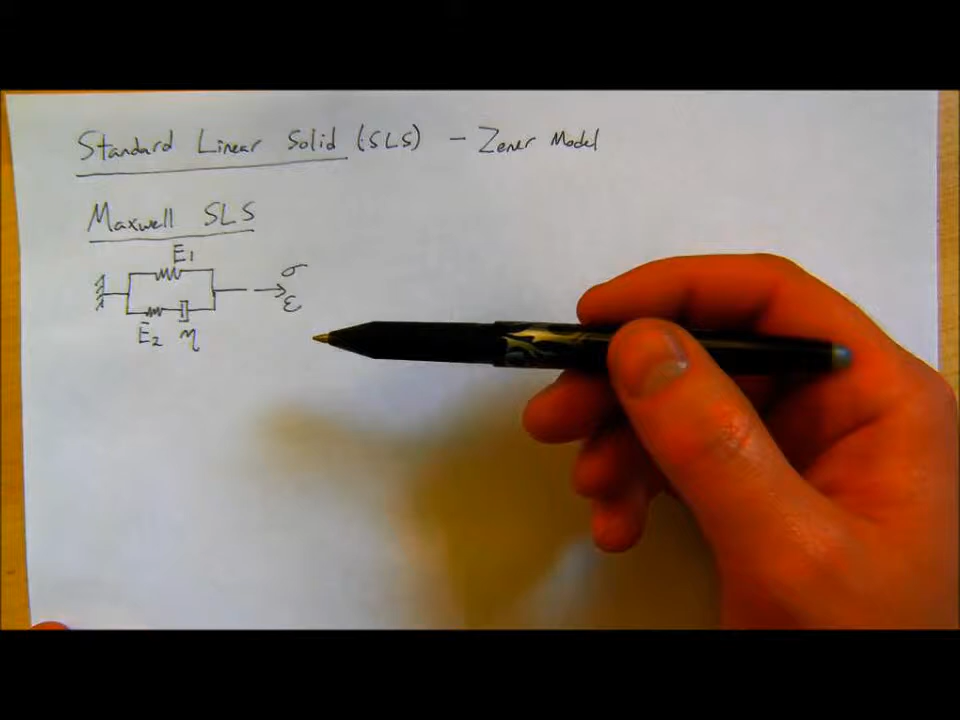 Standard Linear Solid (SLS) - Zener Model
Maxwell SLS
E1
σ
ε
E2 η